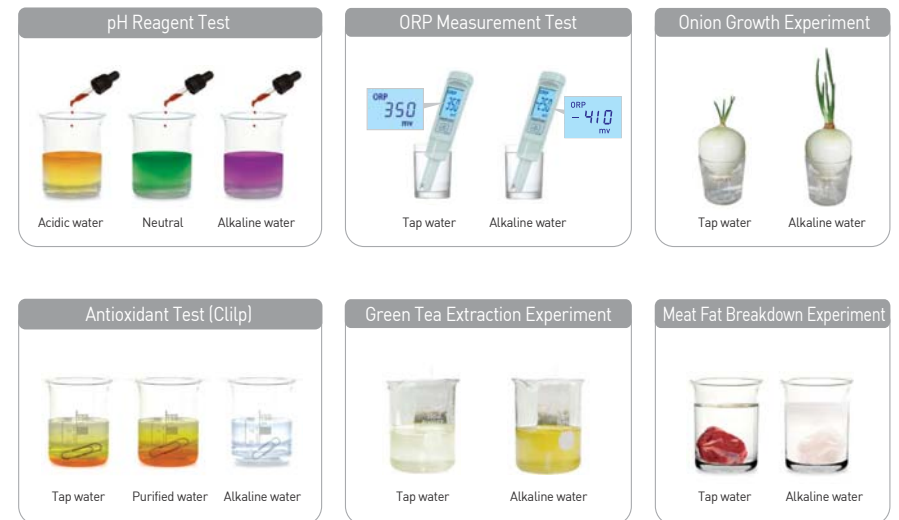 pH Reagent Test
Acidic water
Neutral
Alkaline water
ORP Measurement Test
ORP
350
mv
ORP
- 410
mv
Tap water
Alkaline water
Onion Growth Experiment
Tap water
Alkaline water
Antioxidant Test (Clilp)
Tap water
Purified water
Alkaline water
Green Tea Extraction Experiment
Tap water
Alkaline water
Meat Fat Breakdown Experiment
Tap water
Alkaline water